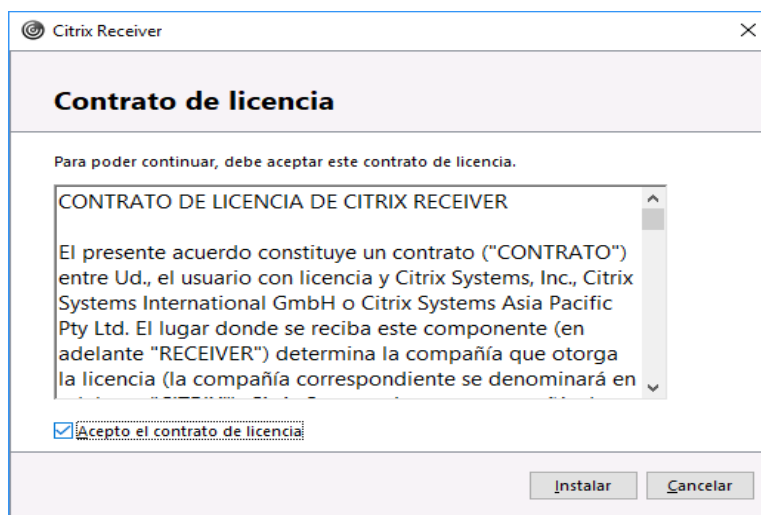 Citrix Receiver
Contrato de licencia
Para poder continuar, debe aceptar este contrato de licencia.
CONTRATO DE LICENCIA DE CITRIX RECEIVER
El presente acuerdo constituye un contrato ("CONTRATO")
entre Ud., el usuario con licencia y Citrix Systems, Inc., Citrix
Systems International GmbH o Citrix Systems Asia Pacific
Pty Ltd. El lugar donde se reciba este componente (en
adelante "RECEIVER") determina la compañía que otorga
la licencia (la compañía correspondiente se denominará en
Acepto el contrato de licencia
Instalar
Cancelar